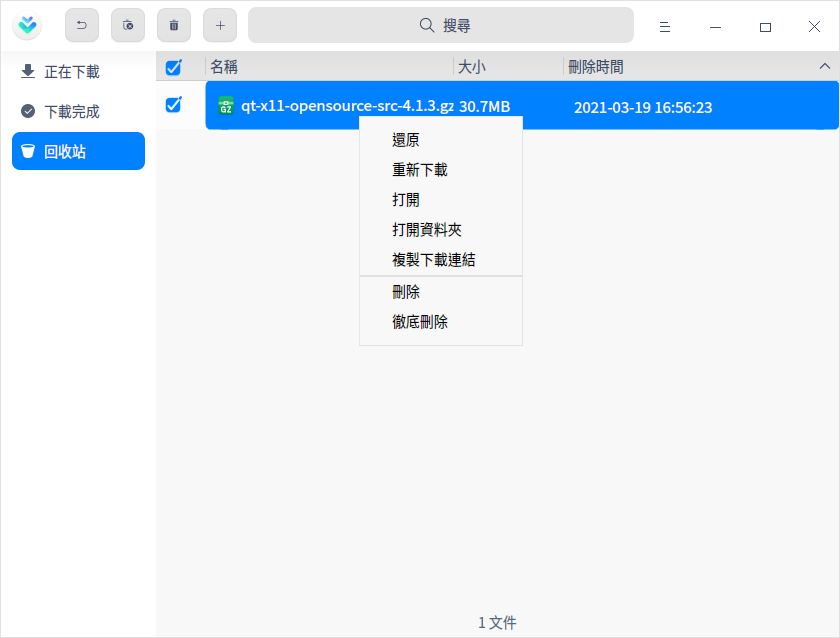 搜尋
正在下載
下載完成
回收站
名稱 大小 刪除時間
GZ qt-x11-opensource-src-4.1.3.gz 30.7MB 2021-03-19 16:56:23
還原
重新下載
打開
打開資料夾
複製下載連結
刪除
徹底刪除
1 文件